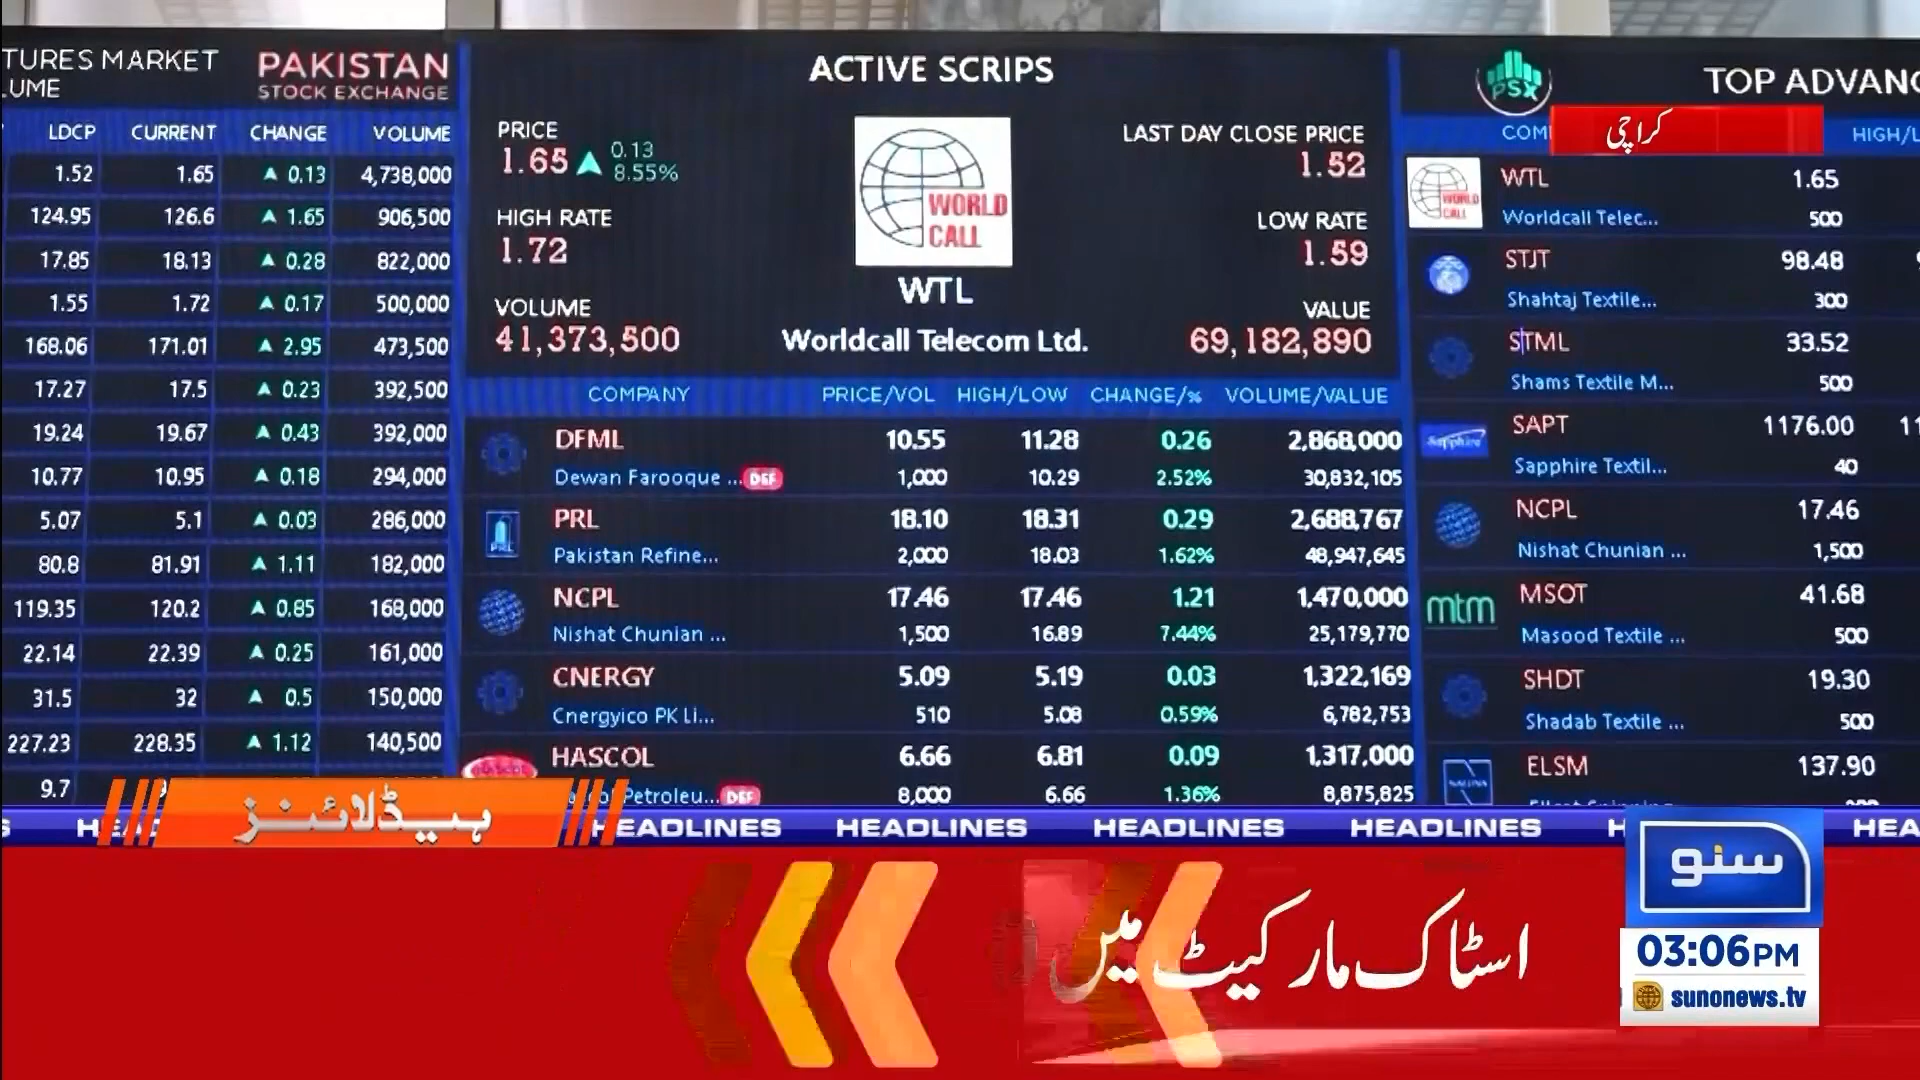 TURES MARKET
LUME
PAKISTAN
STOCK EXCHANGE
LDCP CURRENT CHANGE VOLUME
1.52 1.65 ▲ 0.13 4,738,000
124.95 126.6 ▲ 1.65 906,500
17.85 18.13 ▲ 0.28 822,000
1.55 1.72 ▲ 0.17 500,000
168.06 171.01 ▲ 2.95 473,500
17.27 17.5 ▲ 0.23 392,500
19.24 19.67 ▲ 0.43 392,000
10.77 10.95 ▲ 0.18 294,000
5.07 5.1 ▲ 0.03 286,000
80.8 81.91 ▲ 1.11 182,000
119.35 120.2 ▲ 0.85 168,000
22.14 22.39 ▲ 0.25 161,000
31.5 32 ▲ 0.5 150,000
227.23 228.35 ▲ 1.12 140,500
9.7
ACTIVE SCRIPS
PRICE
1.65 ▲ 0.13
8.55%
HIGH RATE
1.72
VOLUME
41,373,500
WORLD
CALL
WTL
Worldcall Telecom Ltd.
LAST DAY CLOSE PRICE
1.52
LOW RATE
1.59
VALUE
69,182,890
COMPANY PRICE/VOL HIGH/LOW CHANGE/% VOLUME/VALUE
DFML 10.55 11.28 0.26 2,868,000
Dewan Farooque ... DEF 1,000 10.29 2.52% 30,832,105
PRL 18.10 18.31 0.29 2,688,767
PRL Pakistan Refine... 2,000 18.03 1.62% 48,947,645
NCPL 17.46 17.46 1.21 1,470,000
Nishat Chunian ... 1,500 16.89 7.44% 25,179,770
CNERGY 5.09 5.19 0.03 1,322,169
Cnergyico PK Li... 510 5.08 0.59% 6,782,753
HASCOL 6.66 6.81 0.09 1,317,000
Petroleu... DEF 8,000 6.66 1.36% 8,875,825
PSX
TOP ADVANC
COM HIGH/L
کراچی
WORLD
CALL
WTL 1.65
Worldcall Telec... 500
STJT 98.48
Shahtaj Textile... 300
STML 33.52
Shams Textile M... 500
SAPT 1176.00 11
Sapphire Sapphire Textil... 40
NCPL 17.46
Nishat Chunian ... 1,500
mtm MSOT 41.68
Masood Textile ... 500
SHDT 19.30
Shadab Textile ... 500
ELSM 137.90
HEADLINES HEADLINES HEADLINES HEADLINES HEA
ہیڈلائنز
اسٹاک مارکیٹ میں
سنو
03:06PM
sunonews.tv